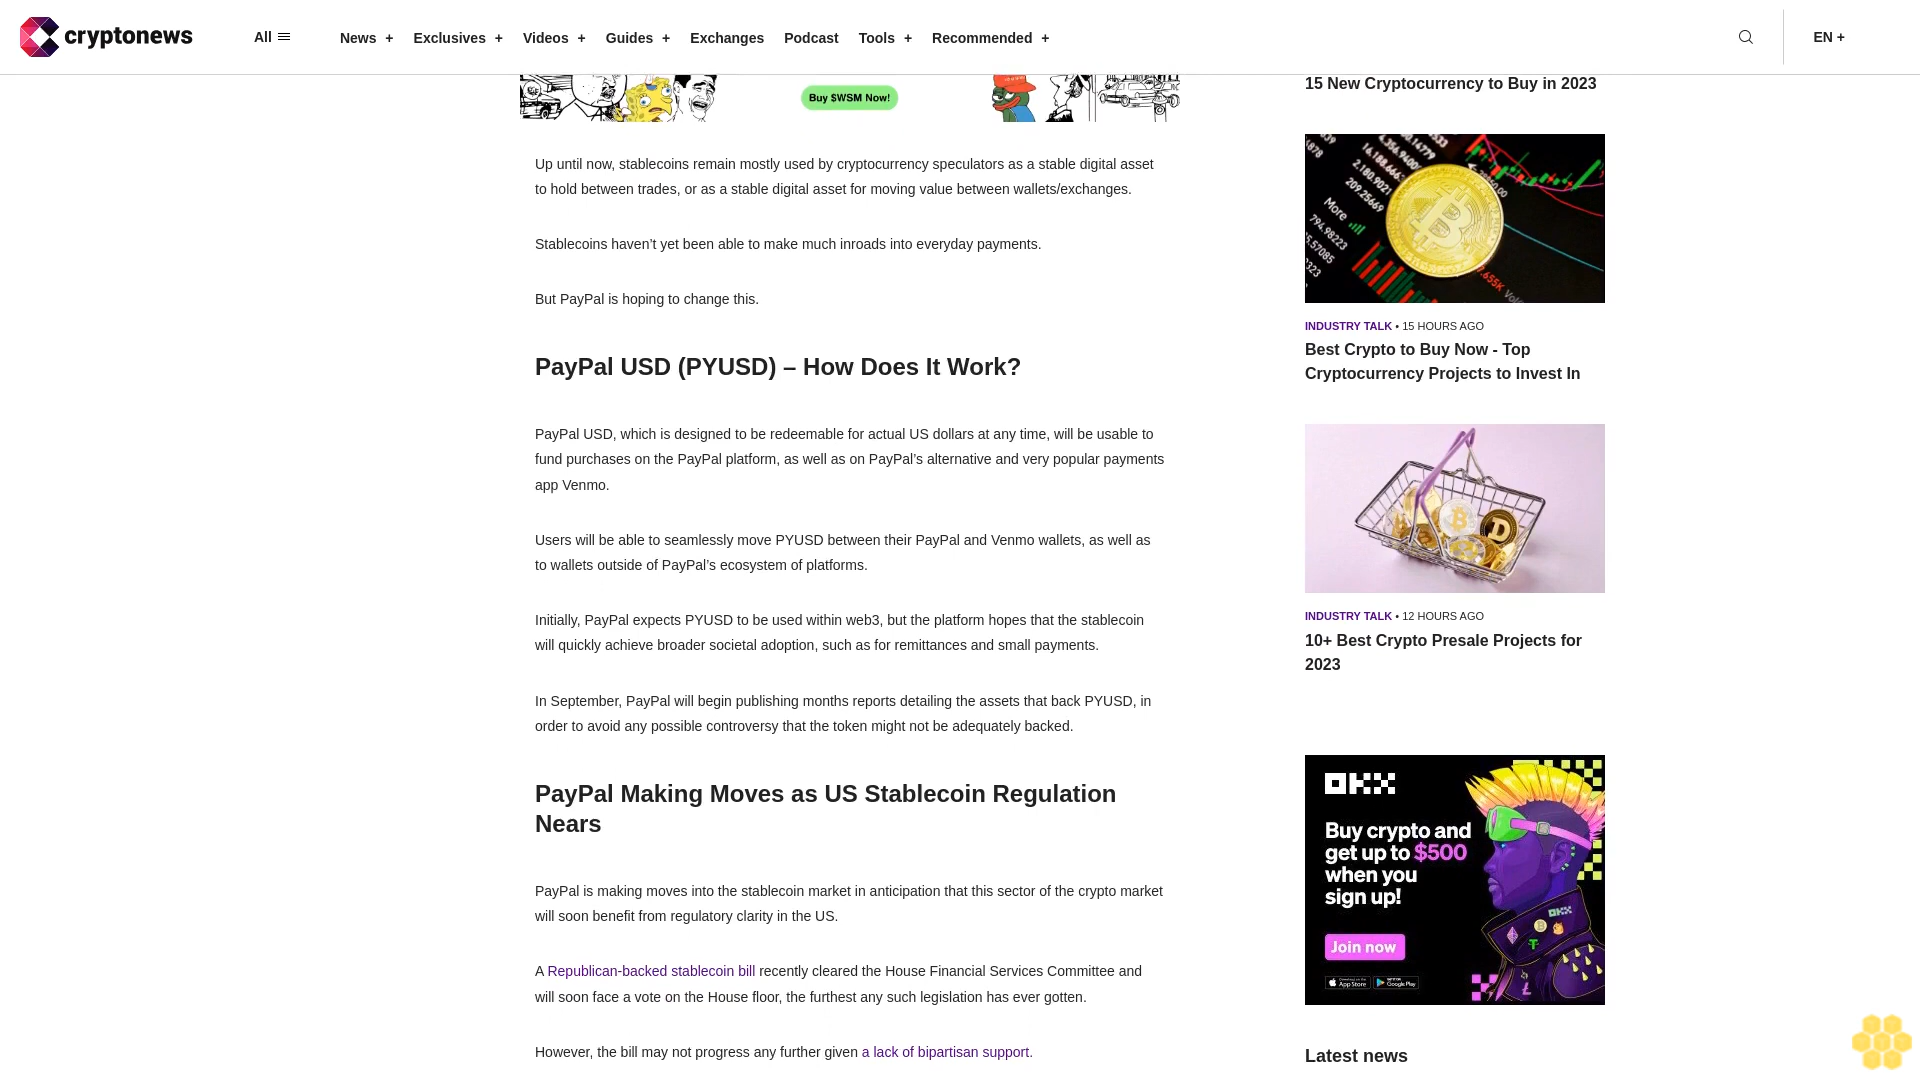 cryptonews
All
News +
Exclusives +
Videos +
Guides +
Exchanges
Podcast
Tools +
Recommended +
EN +
Buy $WSM Now!
Up until now, stablecoins remain mostly used by cryptocurrency speculators as a stable digital asset
to hold between trades, or as a stable digital asset for moving value between wallets/exchanges.
Stablecoins haven’t yet been able to make much inroads into everyday payments.
But PayPal is hoping to change this.
PayPal USD (PYUSD) – How Does It Work?
PayPal USD, which is designed to be redeemable for actual US dollars at any time, will be usable to
fund purchases on the PayPal platform, as well as on PayPal’s alternative and very popular payments
app Venmo.
Users will be able to seamlessly move PYUSD between their PayPal and Venmo wallets, as well as
to wallets outside of PayPal’s ecosystem of platforms.
Initially, PayPal expects PYUSD to be used within web3, but the platform hopes that the stablecoin
will quickly achieve broader societal adoption, such as for remittances and small payments.
In September, PayPal will begin publishing months reports detailing the assets that back PYUSD, in
order to avoid any possible controversy that the token might not be adequately backed.
PayPal Making Moves as US Stablecoin Regulation
Nears
PayPal is making moves into the stablecoin market in anticipation that this sector of the crypto market
will soon benefit from regulatory clarity in the US.
A Republican-backed stablecoin bill recently cleared the House Financial Services Committee and
will soon face a vote on the House floor, the furthest any such legislation has ever gotten.
However, the bill may not progress any further given a lack of bipartisan support.
15 New Cryptocurrency to Buy in 2023
More
209.25669
794.98223
INDUSTRY TALK • 15 HOURS AGO
Best Crypto to Buy Now - Top
Cryptocurrency Projects to Invest In
INDUSTRY TALK • 12 HOURS AGO
10+ Best Crypto Presale Projects for
2023
OKX
Buy crypto and
get up to $500
when you
sign up!
Join now
App Store
Google Play
OKX
Latest news